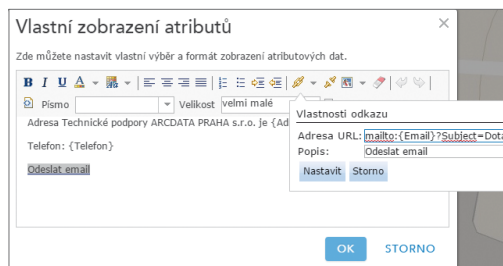 Vlastní zobrazení atributů
Zde můžete nastavit vlastní výběr a formát zobrazení atributových dat.
B I U A
Písmo Velikost velmi malé
Adresa Technické podpory ARCDATA PRAHA s.r.o. je {Ad
Telefon: {Telefon}
Odeslat email
Vlastnosti odkazu
Adresa URL: mailto:{Email}?Subject=Dota
Popis: Odeslat email
Nastavit Storno
OK STORNO